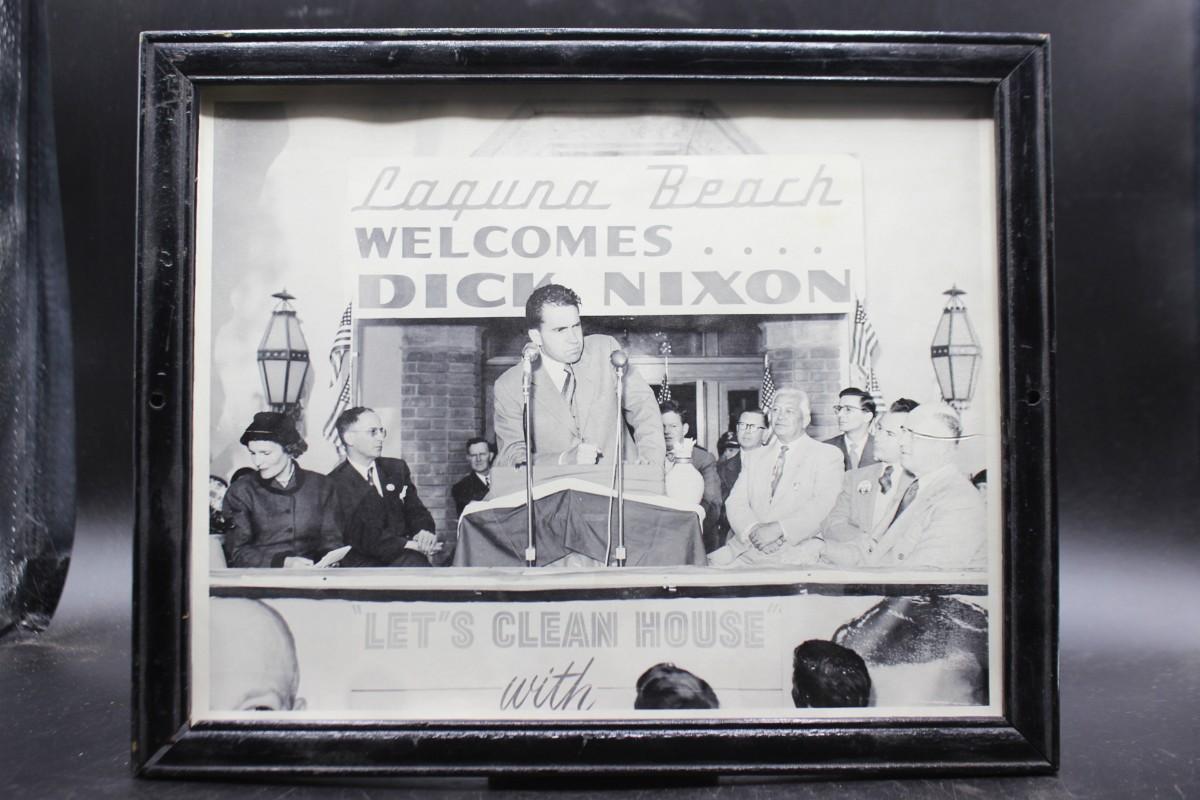 Laguna Beach
WELCOMES ....
DICK NIXON
"LET'S CLEAN HOUSE"
with